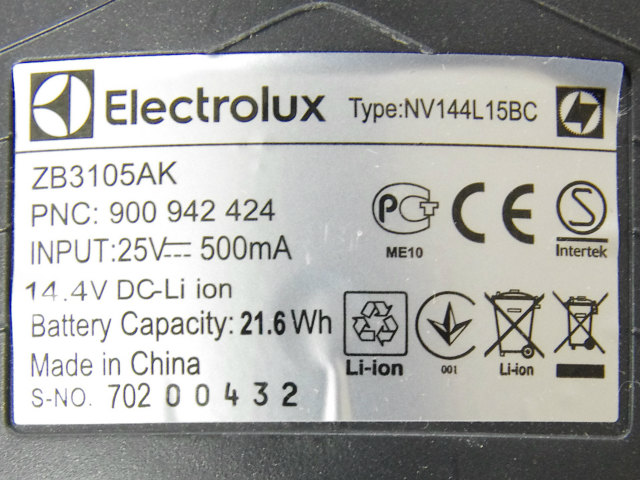 Electrolux Type:NV144L15BC
ZB3105AK
PNC: 900 942 424
INPUT:25V⎓ 500mA
14.4V DC-Li ion
Battery Capacity: 21.6 Wh
Made in China
S-NO. 702 0 0 4 3 2
PCT
ME10
CE
S
Intertek
Li-ion
001
Li-ion